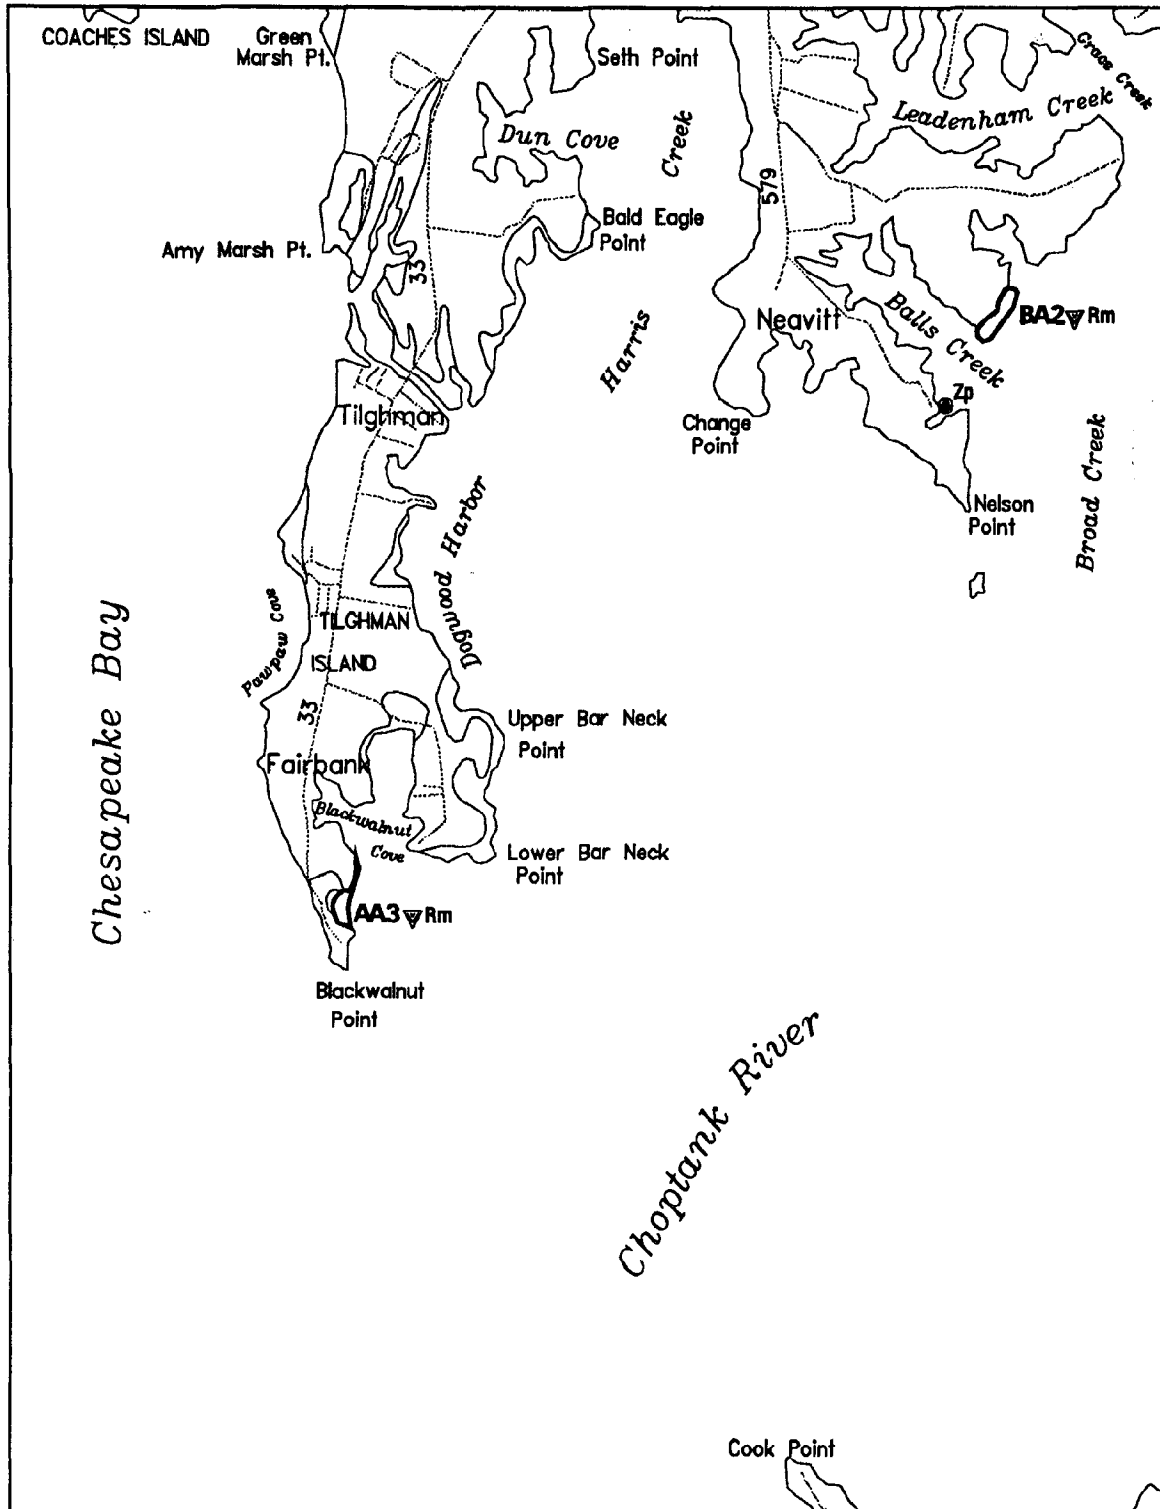 COACHES ISLAND
Green
Marsh Pt.
Seth Point
Craos Creek
Leadenham Creek
Dun Cove
Creek
579
Bald Eagle
Point
Amy Marsh Pt.
33
Harris
Neavitt
Balls Creek
BA2 Rm
Zp
Tilghman
Change
Point
Broad Creek
Nelson
Point
Dogwood Harbor
Chesapeake Bay
Pawpaw Cove
TILGHMAN
ISLAND
33
Upper Bar Neck
Point
Fairbank
Blackwalnut
Cove
Lower Bar Neck
Point
AA3 Rm
Blackwalnut
Point
Choptank River
Cook Point